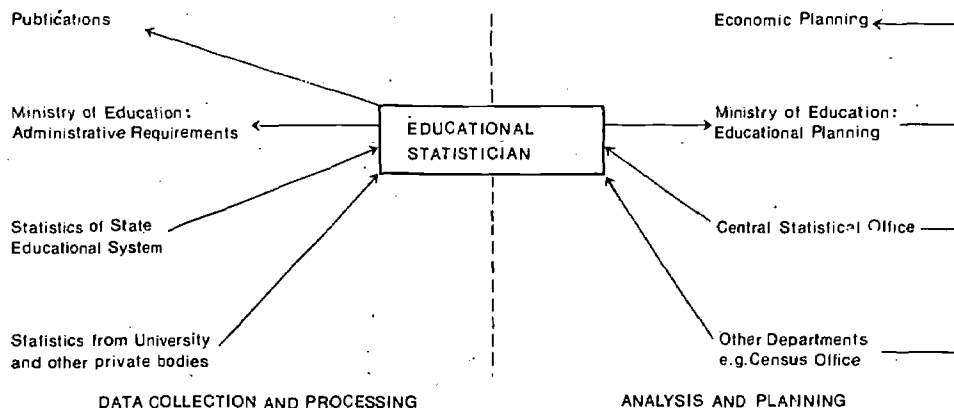 Publications
Economic Planning
Ministry of Education:
Administrative Requirements
EDUCATIONAL
STATISTICIAN
Ministry of Education:
Educational Planning
Statistics of State
Educational System
Central Statistical Office
Statistics from University
and other private bodies
Other Departments
e.g. Census Office
DATA COLLECTION AND PROCESSING
ANALYSIS AND PLANNING